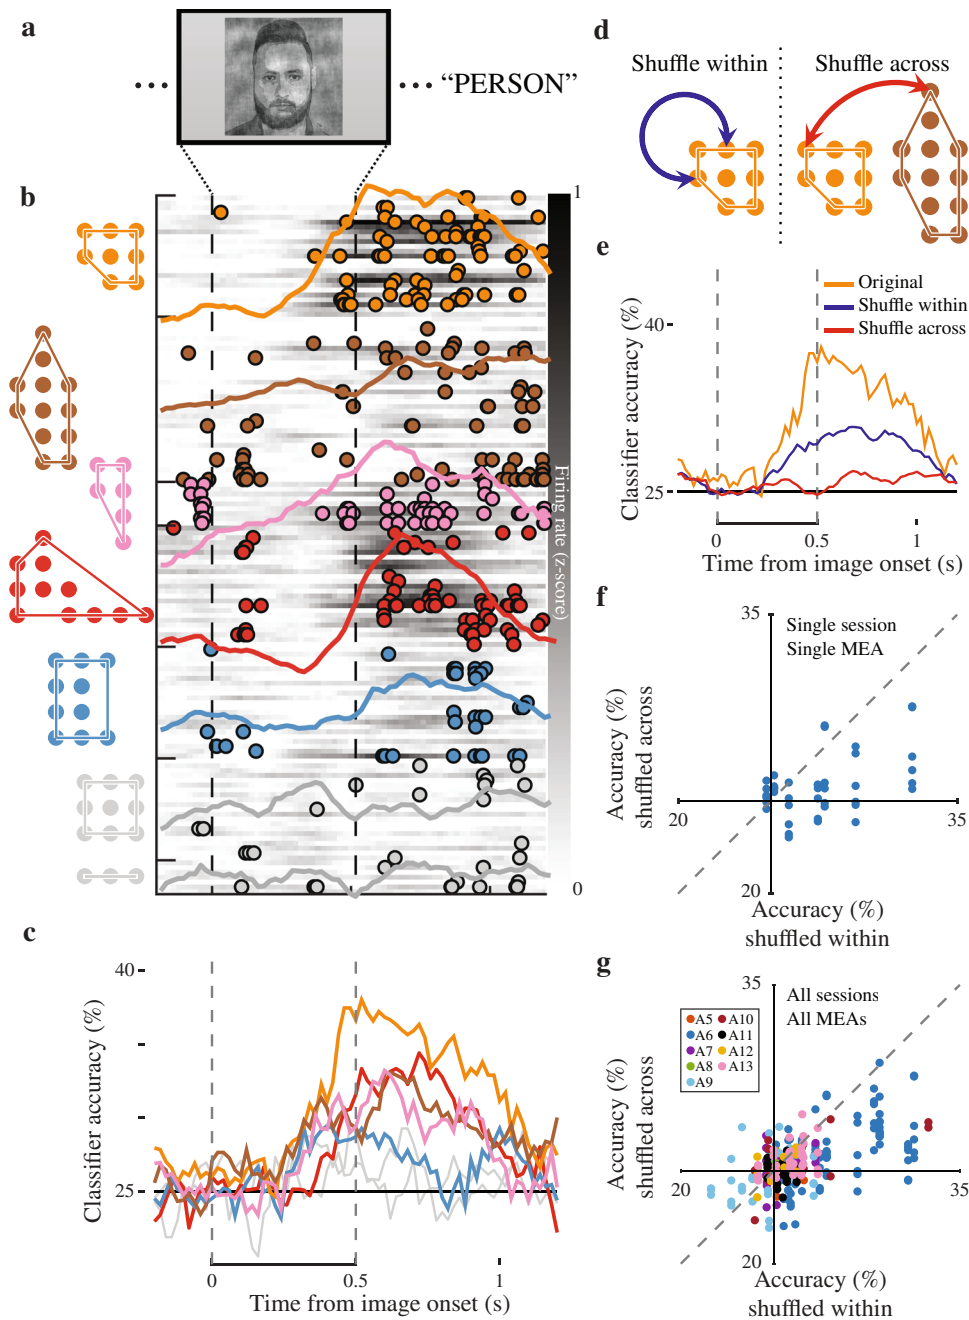 a
••• “PERSON”
b
1
Firing rate (z-score)
0
c
40
25
Classifier accuracy (%)
0
0.5
1
Time from image onset (s)
d
Shuffle within
Shuffle across
e
Original
Shuffle within
Shuffle across
40
25
Classifier accuracy (%)
0
0.5
1
Time from image onset (s)
f
35
Single session
Single MEA
Accuracy (%)
shuffled across
20
35
20
Accuracy (%)
shuffled within
g
35
All sessions
All MEAs
A5
A10
A6
A11
A7
A12
A8
A13
A9
Accuracy (%)
shuffled across
20
35
20
Accuracy (%)
shuffled within